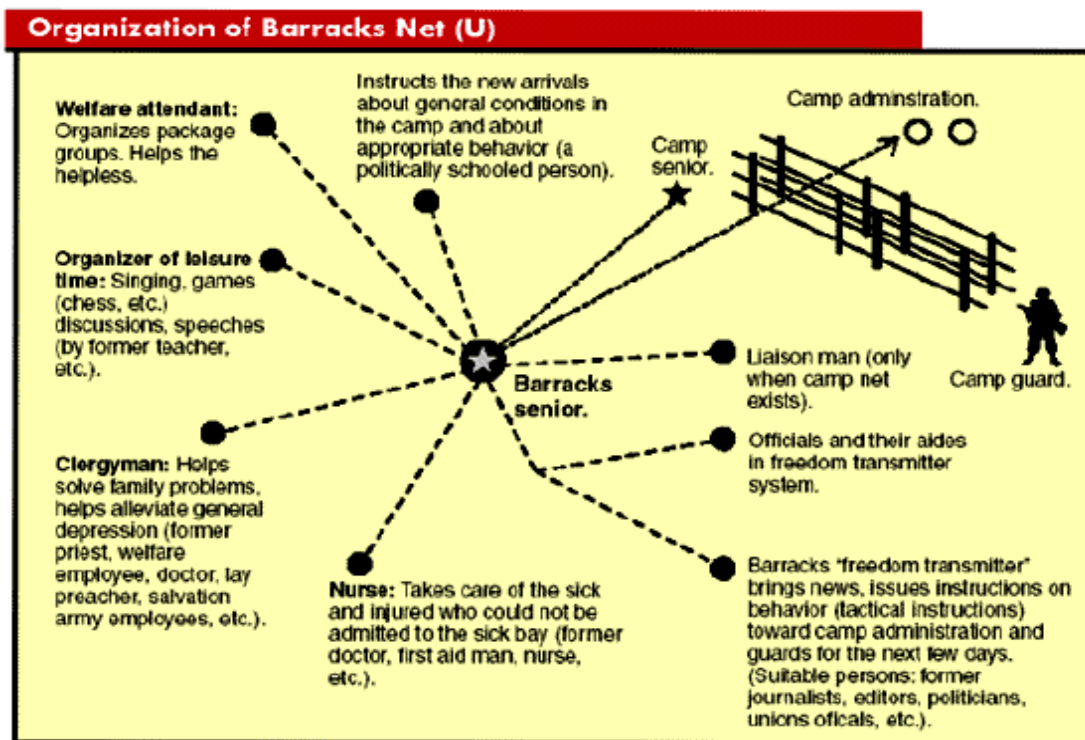 Organization of Barracks Net (U)
Welfare attendant:
Organizes package
groups. Helps the
helpless.
Instructs the new arrivals
about general conditions in
the camp and about
appropriate behavior (a
politically schooled person).
Camp
senior.
Camp adminstration.
Organizer of leisure
time: Singing, games
(chess, etc.)
discussions, speeches
(by former teacher,
etc.).
Barracks
senior.
Liaison man (only
when camp net
exists).
Camp guard.
Officials and their aides
in freedom transmitter
system.
Clergyman: Helps
solve family problems,
helps alleviate general
depression (former
priest, welfare
employee, doctor, lay
preacher, salvation
army employees, etc.).
Nurse: Takes care of the sick
and injured who could not be
admitted to the sick bay (former
doctor, first aid man, nurse,
etc.).
Barracks "freedom transmitter"
brings news, issues instructions on
behavior (tactical instructions)
toward camp administration and
guards for the next few days.
(Suitable persons: former
journalists, editors, politicians,
unions oficals, etc.).